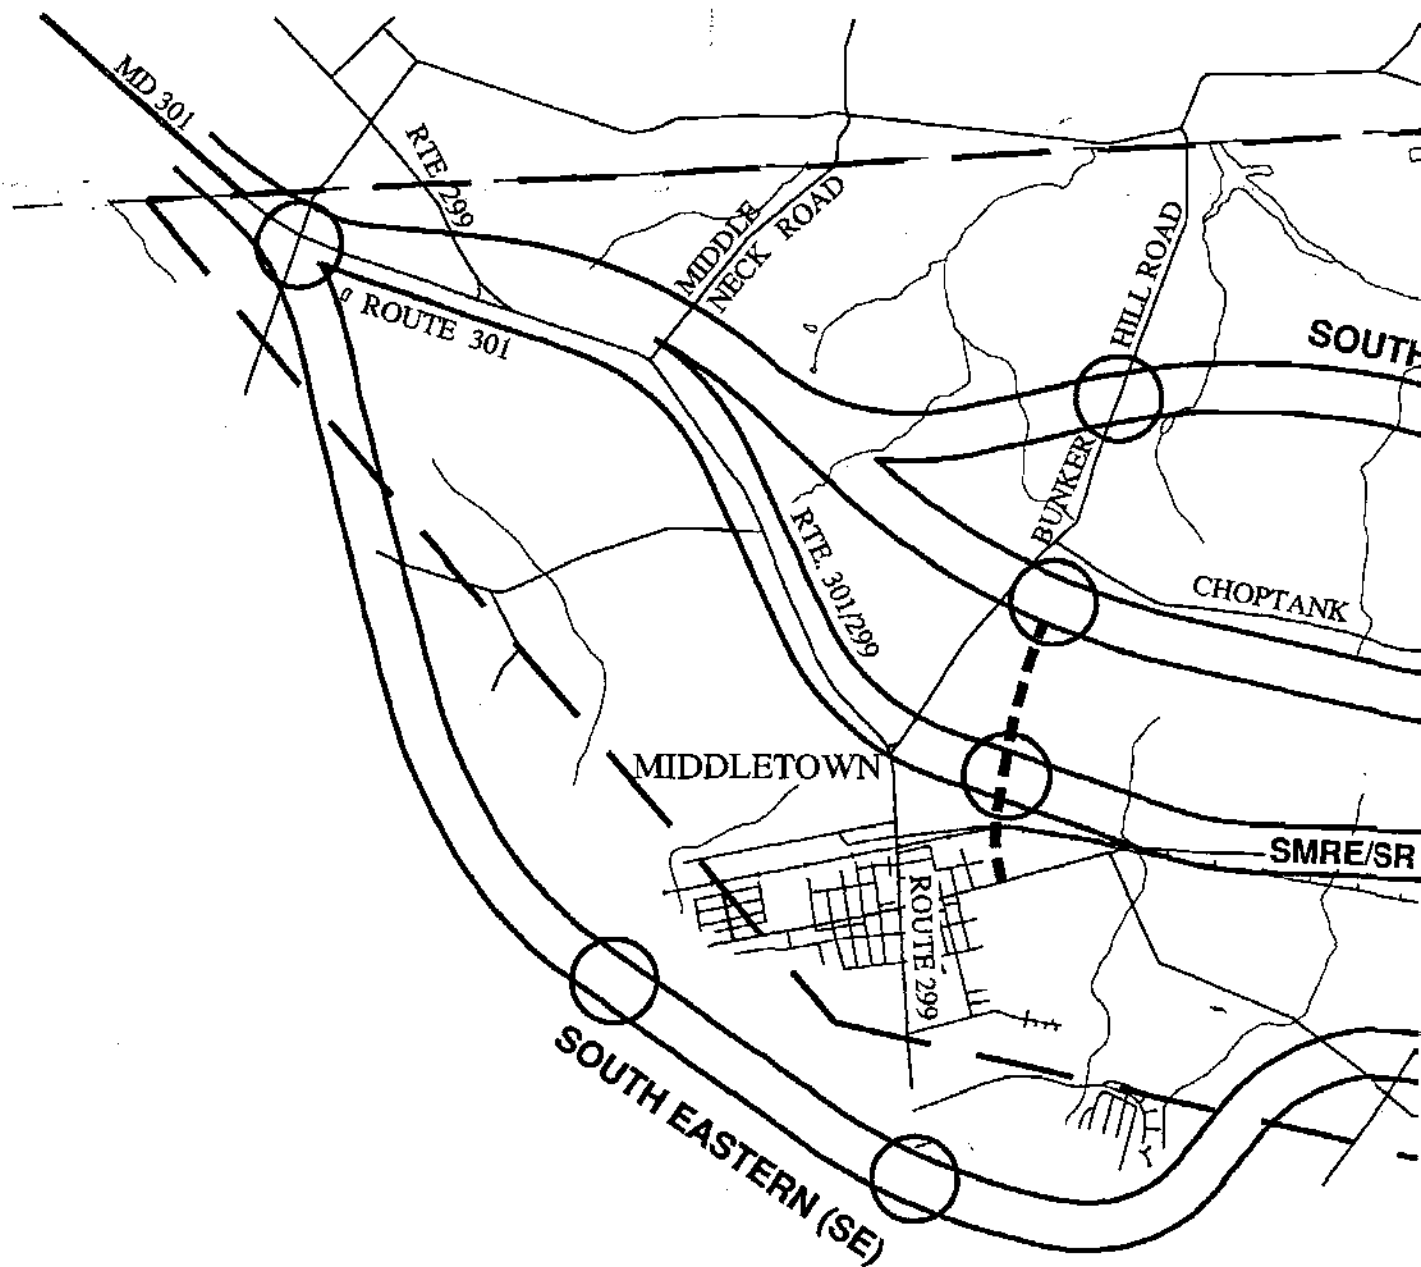 MD 301
RTE 299
MIDDLE
NECK ROAD
ROUTE 301
BUNKER HILL ROAD
SOUTH
RTE. 301/299
CHOPTANK
MIDDLETOWN
SMRE/SR
ROUTE 299
SOUTH EASTERN (SE)